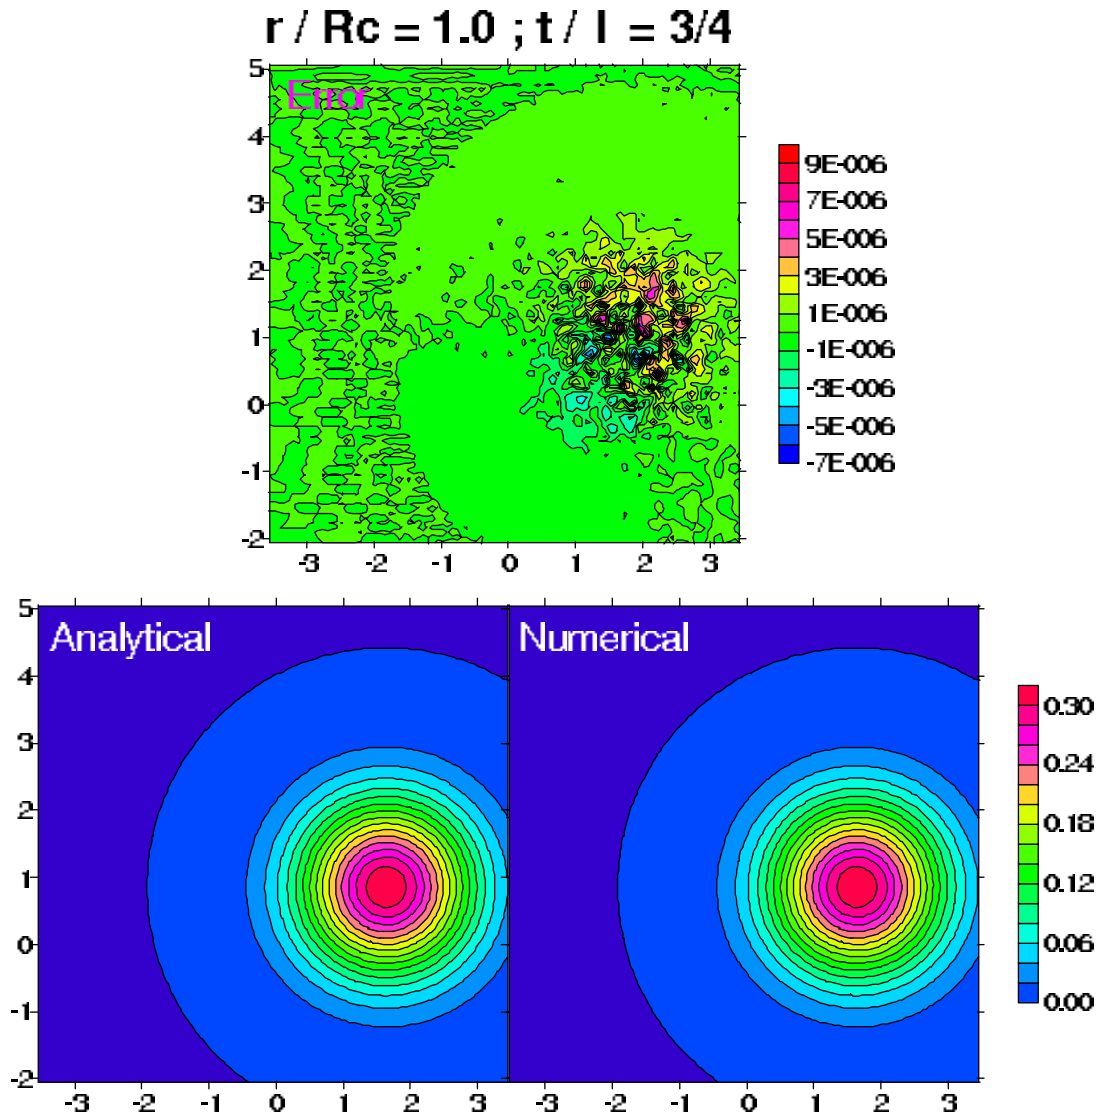 r / Rc = 1.0 ; t / l = 3/4
Error
5
4
3
2
1
0
-1
-2
-3 -2 -1 0 1 2 3
9E-006
7E-006
5E-006
3E-006
1E-006
-1E-006
-3E-006
-5E-006
-7E-006
Analytical
Numerical
5
4
3
2
1
0
-1
-2
-3 -2 -1 0 1 2 3
-3 -2 -1 0 1 2 3
0.30
0.24
0.18
0.12
0.06
0.00